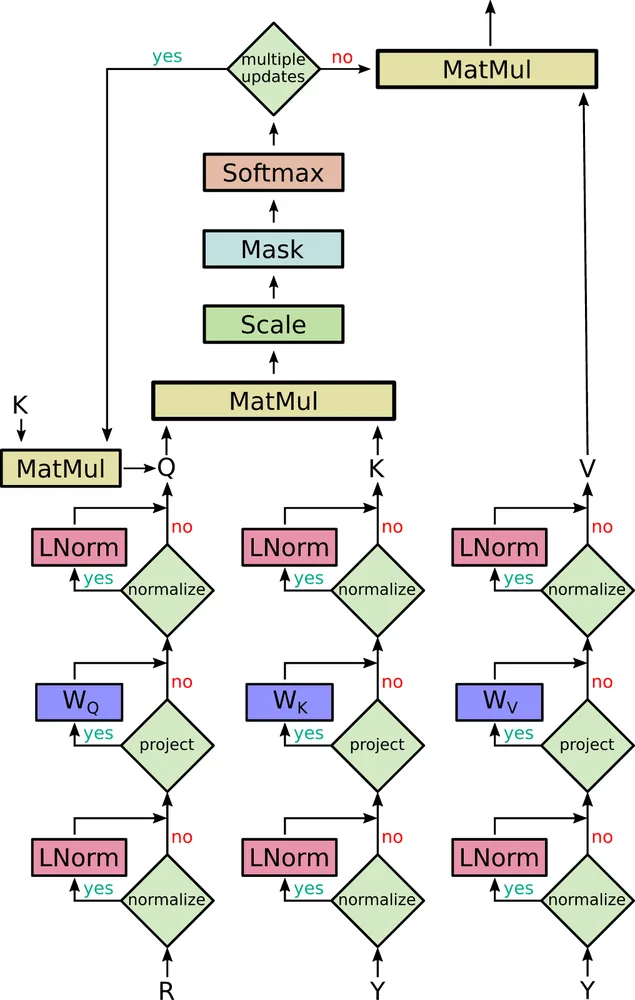 yes
multiple
updates
no
MatMul
Softmax
Mask
Scale
K
MatMul
MatMul
Q
K
V
no
no
no
LNorm
LNorm
LNorm
yes
normalize
yes
normalize
yes
normalize
no
no
no
W_Q
W_K
W_V
yes
project
yes
project
yes
project
no
no
no
LNorm
LNorm
LNorm
yes
normalize
yes
normalize
yes
normalize
R
Y
Y